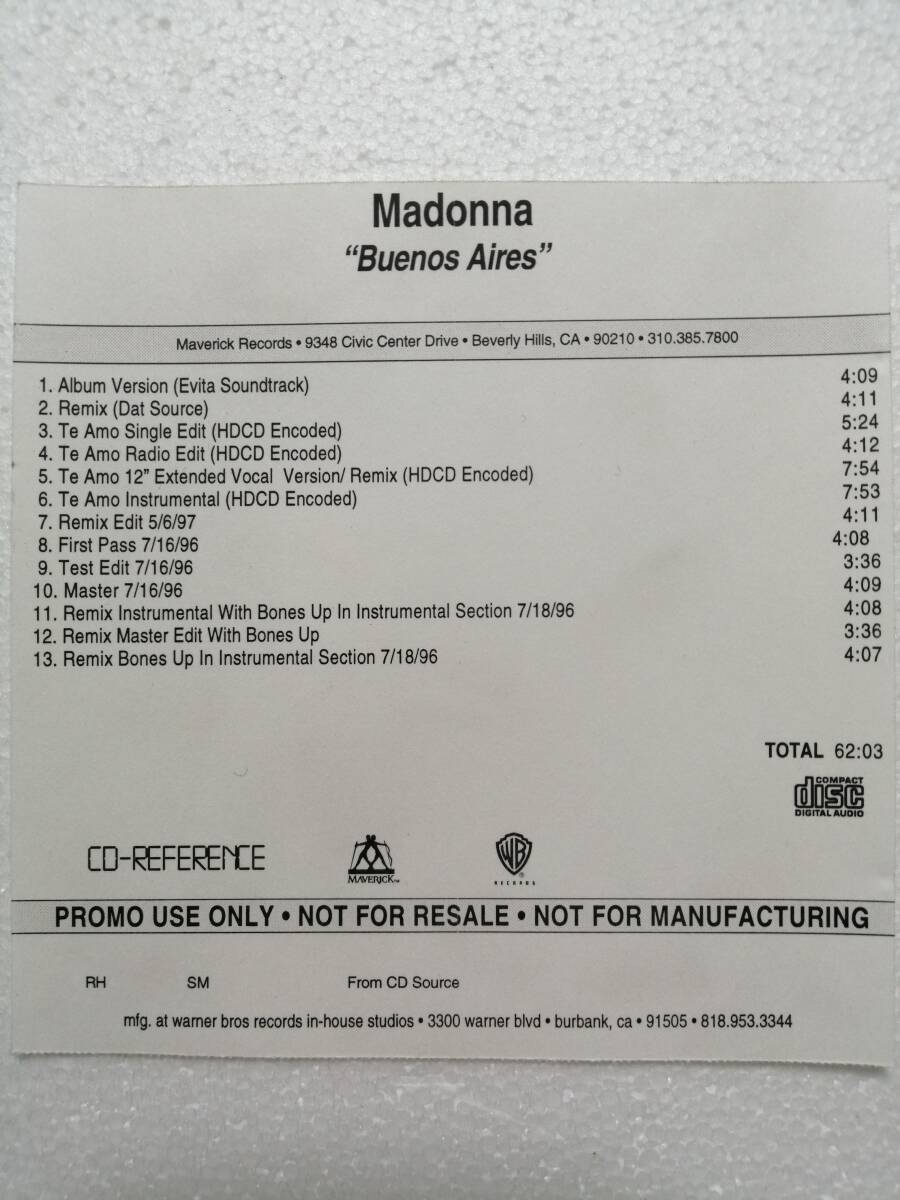 Madonna
“Buenos Aires”
Maverick Records • 9348 Civic Center Drive • Beverly Hills, CA • 90210 • 310.385.7800
1. Album Version (Evita Soundtrack) 4:09
2. Remix (Dat Source) 4:11
3. Te Amo Single Edit (HDCD Encoded) 5:24
4. Te Amo Radio Edit (HDCD Encoded) 4:12
5. Te Amo 12” Extended Vocal Version/ Remix (HDCD Encoded) 7:54
6. Te Amo Instrumental (HDCD Encoded) 7:53
7. Remix Edit 5/6/97 4:11
8. First Pass 7/16/96 4:08
9. Test Edit 7/16/96 3:36
10. Master 7/16/96 4:09
11. Remix Instrumental With Bones Up In Instrumental Section 7/18/96 4:08
12. Remix Master Edit With Bones Up 3:36
13. Remix Bones Up In Instrumental Section 7/18/96 4:07
TOTAL 62:03
COMPACT
disc
DIGITAL AUDIO
CD-REFERENCE
MAVERICK™
WB
®
RECORDS
PROMO USE ONLY • NOT FOR RESALE • NOT FOR MANUFACTURING
RH SM From CD Source
mfg. at warner bros records in-house studios • 3300 warner blvd • burbank, ca • 91505 • 818.953.3344